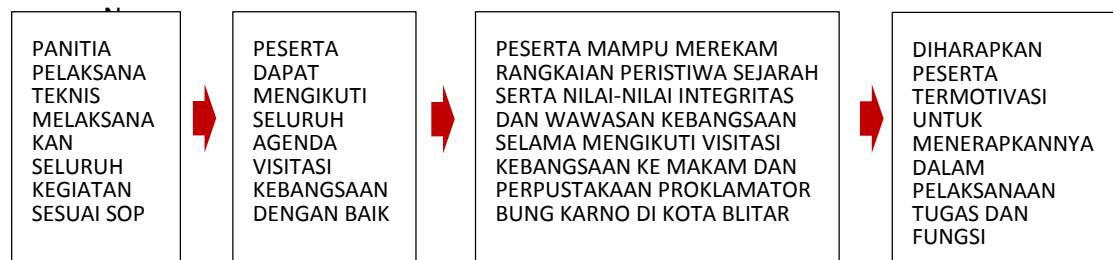 PANITIA
PELAKSANA
TEKNIS
MELAKSANA
KAN
SELURUH
KEGIATAN
SESUAI SOP
PESERTA
DAPAT
MENGIKUTI
SELURUH
AGENDA
VISITASI
KEBANGSAAN
DENGAN BAIK
PESERTA MAMPU MEREKAM
RANGKAIAN PERISTIWA SEJARAH
SERTA NILAI-NILAI INTEGRITAS
DAN WAWASAN KEBANGSAAN
SELAMA MENGIKUTI VISITASI
KEBANGSAAN KE MAKAM DAN
PERPUSTAKAAN PROKLAMATOR
BUNG KARNO DI KOTA BLITAR
DIHARAPKAN
PESERTA
TERMOTIVASI
UNTUK
MENERAPKANNYA
DALAM
PELAKSANAAN
TUGAS DAN
FUNGSI